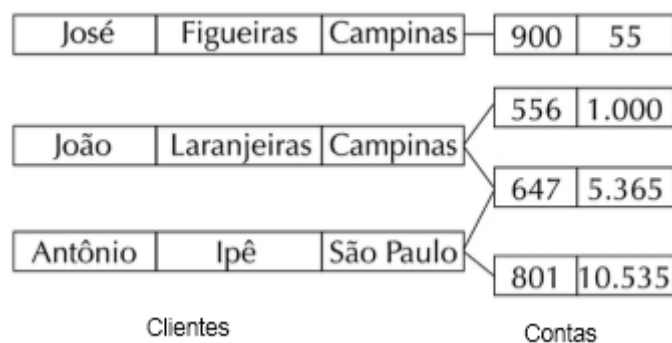 José Figueiras Campinas 900 55
556 1.000
João Laranjeiras Campinas
647 5.365
Antônio Ipê São Paulo
801 10.535
Clientes Contas